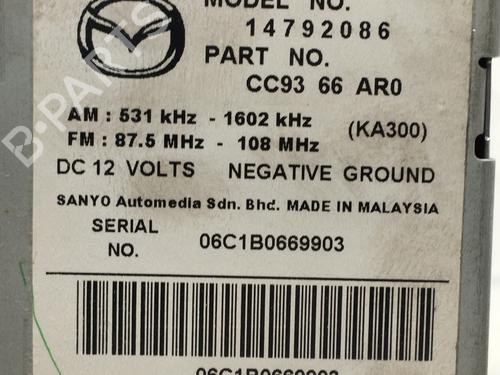 MODEL NO.
14792086
PART NO.
CC93 66 AR0
AM : 531 kHz - 1602 kHz
(KA300)
FM : 87.5 MHz - 108 MHz
DC 12 VOLTS NEGATIVE GROUND
SANYO Automedia Sdn. Bhd. MADE IN MALAYSIA
SERIAL
NO.
06C1B0669903
06C1B0669903
B-PARTS